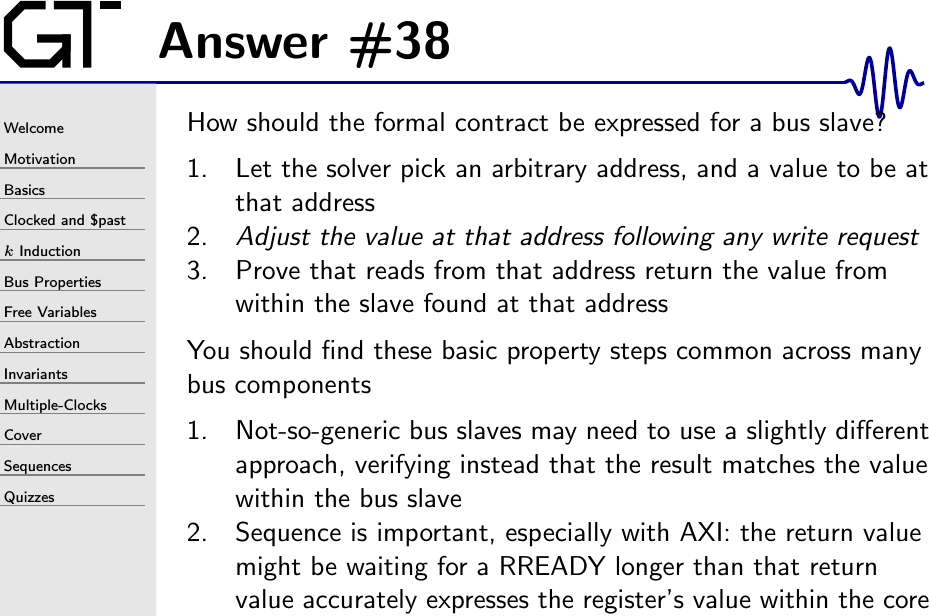 GT
Answer #38
Welcome
Motivation
Basics
Clocked and $past
k Induction
Bus Properties
Free Variables
Abstraction
Invariants
Multiple-Clocks
Cover
Sequences
Quizzes
How should the formal contract be expressed for a bus slave?
1. Let the solver pick an arbitrary address, and a value to be at
that address
2. Adjust the value at that address following any write request
3. Prove that reads from that address return the value from
within the slave found at that address
You should find these basic property steps common across many
bus components
1. Not-so-generic bus slaves may need to use a slightly different
approach, verifying instead that the result matches the value
within the bus slave
2. Sequence is important, especially with AXI: the return value
might be waiting for a RREADY longer than that return
value accurately expresses the register's value within the core